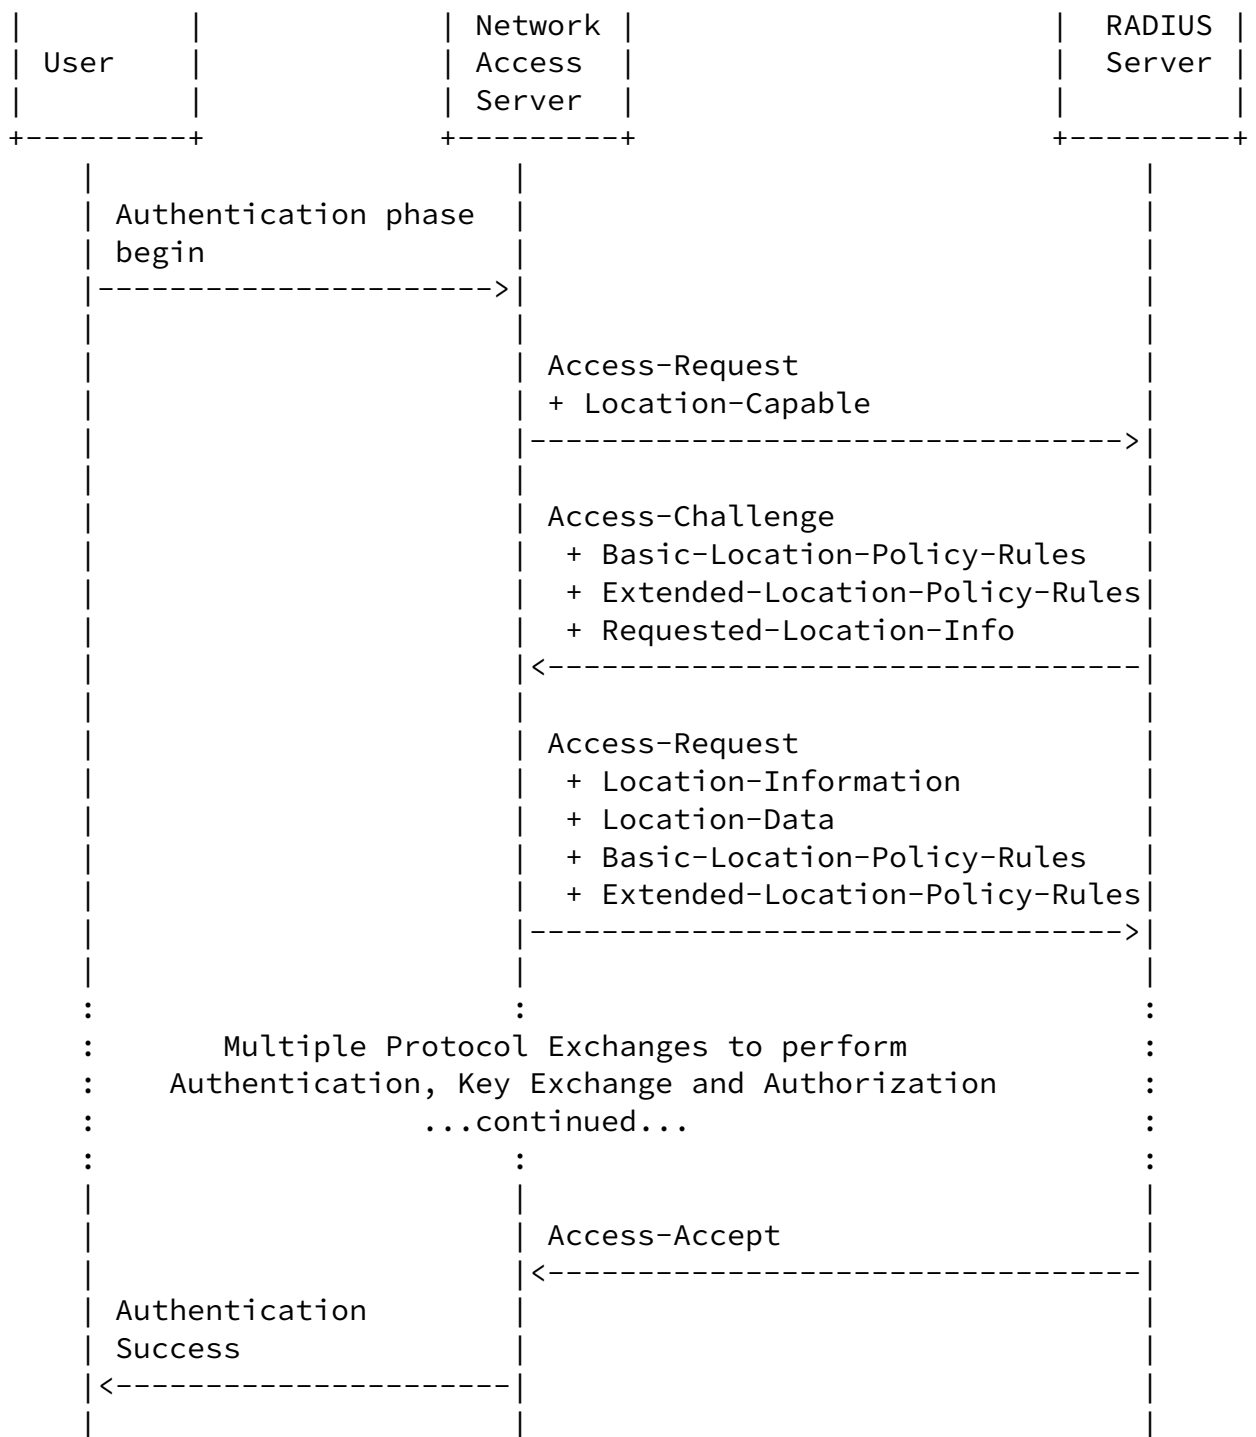 |         |             | Network |                       |  RADIUS |
| User    |             | Access  |                       |  Server |
|         |             | Server  |                       |         |
+---------+             +---------+                       +---------+
    |                       |                                  |
    | Authentication phase  |                                  |
    | begin                 |                                  |
    |---------------------->|                                  |
    |                       |                                  |
    |                       | Access-Request                   |
    |                       | + Location-Capable               |
    |                       |--------------------------------->|
    |                       |                                  |
    |                       | Access-Challenge                 |
    |                       |  + Basic-Location-Policy-Rules   |
    |                       |  + Extended-Location-Policy-Rules|
    |                       |  + Requested-Location-Info       |
    |                       |<---------------------------------|
    |                       |                                  |
    |                       | Access-Request                   |
    |                       |  + Location-Information          |
    |                       |  + Location-Data                 |
    |                       |  + Basic-Location-Policy-Rules   |
    |                       |  + Extended-Location-Policy-Rules|
    |                       |--------------------------------->|
    |                       |                                  |
    :                       :                                  :
    :       Multiple Protocol Exchanges to perform             :
    :    Authentication, Key Exchange and Authorization        :
    :                  ...continued...                         :
    :                       :                                  :
    |                       |                                  |
    |                       | Access-Accept                    |
    |                       |<---------------------------------|
    | Authentication        |                                  |
    | Success               |                                  |
    |<----------------------|                                  |
    |                       |                                  |